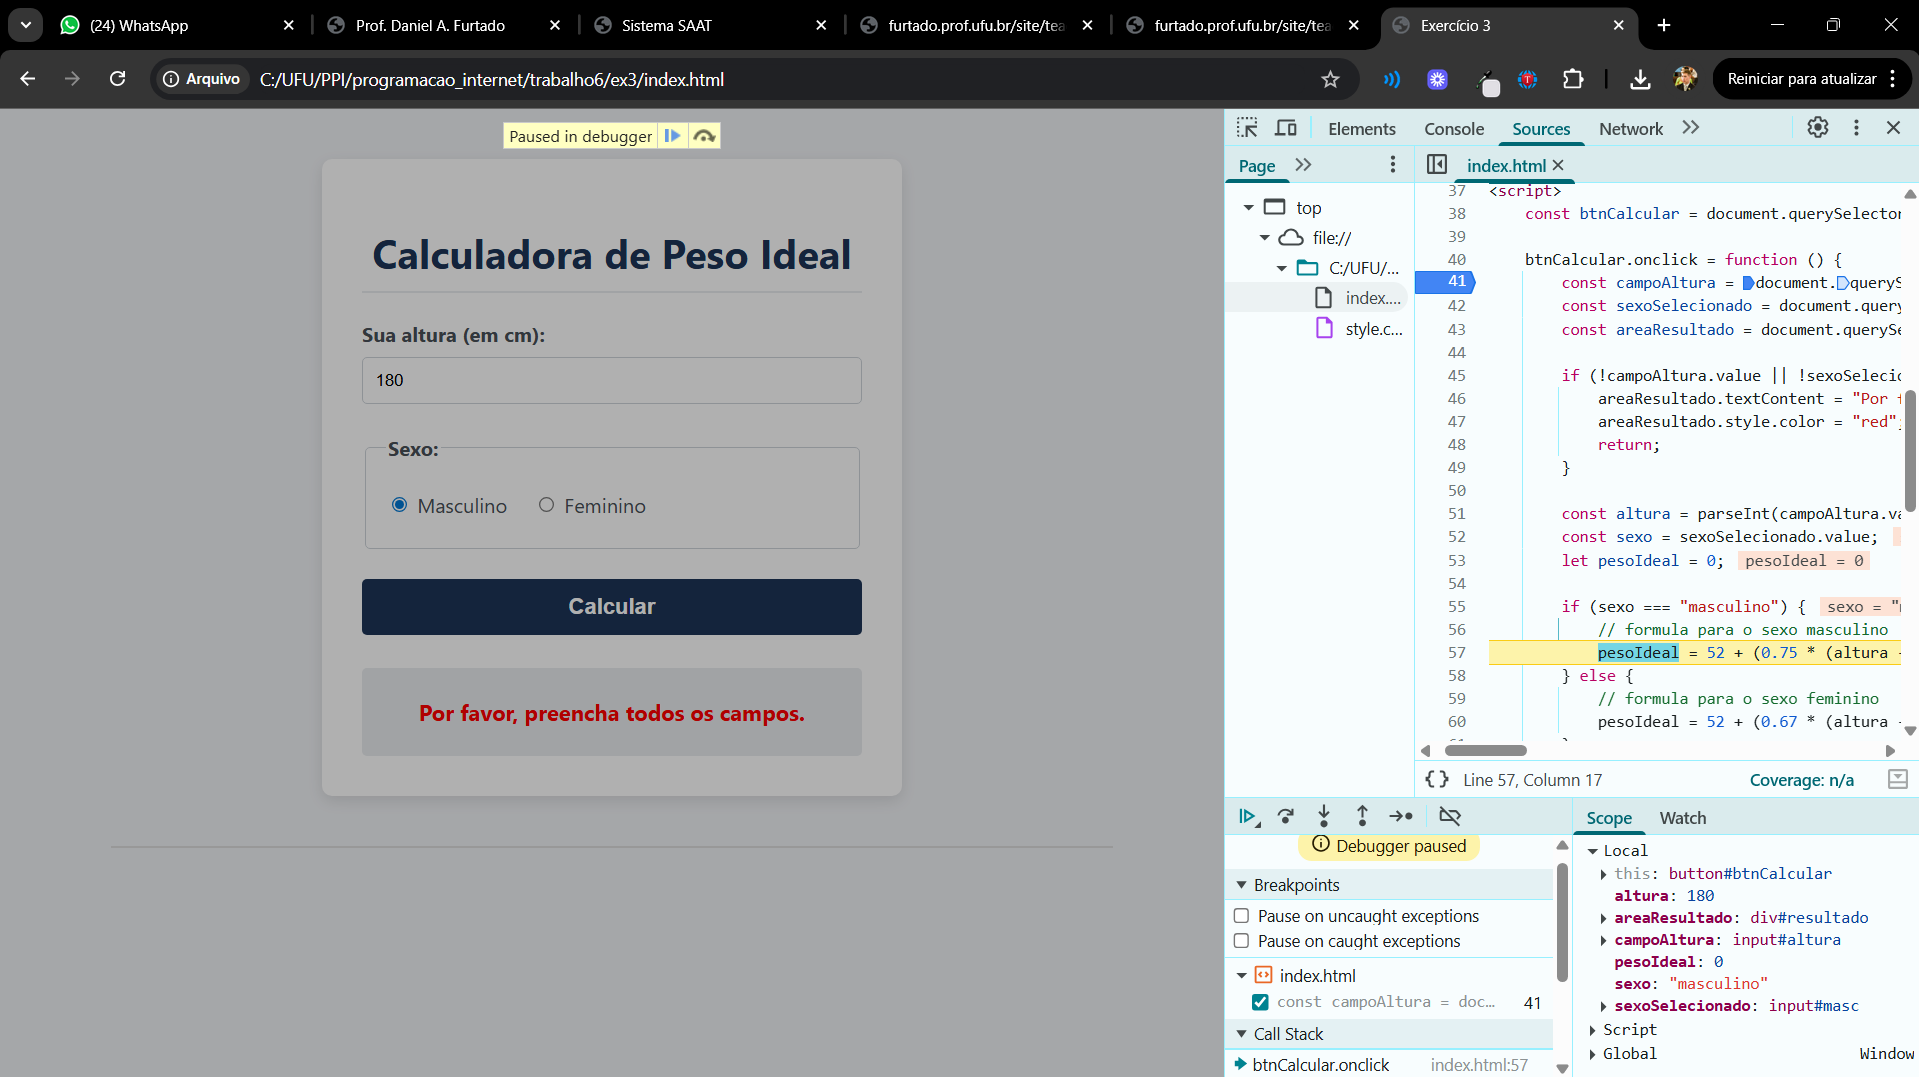 (24) WhatsApp
Prof. Daniel A. Furtado
Sistema SAAT
furtado.prof.ufu.br/site/tea
furtado.prof.ufu.br/site/tea
Exercício 3
Arquivo
C:/UFU/PPI/programacao_internet/trabalho6/ex3/index.html
Reiniciar para atualizar
Paused in debugger
Calculadora de Peso Ideal
Sua altura (em cm):
180
Sexo:
Masculino
Feminino
Calcular
Por favor, preencha todos os campos.
Elements
Console
Sources
Network
Page
index.html
top
file://
C:/UFU/...
index....
style.c...
37 <script>
38 const btnCalcular = document.querySelector
39
40 btnCalcular.onclick = function () {
41 const campoAltura = document.queryS
42 const sexoSelecionado = document.query
43 const areaResultado = document.querySe
44
45 if (!campoAltura.value || !sexoSelecio
46 areaResultado.textContent = "Por f
47 areaResultado.style.color = "red";
48 return;
49 }
50
51 const altura = parseInt(campoAltura.va
52 const sexo = sexoSelecionado.value;
53 let pesoIdeal = 0; pesoIdeal = 0
54
55 if (sexo === "masculino") { sexo = "m
56 // formula para o sexo masculino
57 pesoIdeal = 52 + (0.75 * (altura -
58 } else {
59 // formula para o sexo feminino
60 pesoIdeal = 52 + (0.67 * (altura -
61 }
{ } Line 57, Column 17
Coverage: n/a
Debugger paused
Breakpoints
Pause on uncaught exceptions
Pause on caught exceptions
index.html
const campoAltura = doc... 41
Call Stack
btnCalcular.onclick index.html:57
Scope
Watch
Local
this: button#btnCalcular
altura: 180
areaResultado: div#resultado
campoAltura: input#altura
pesoIdeal: 0
sexo: "masculino"
sexoSelecionado: input#masc
Script
Global Window